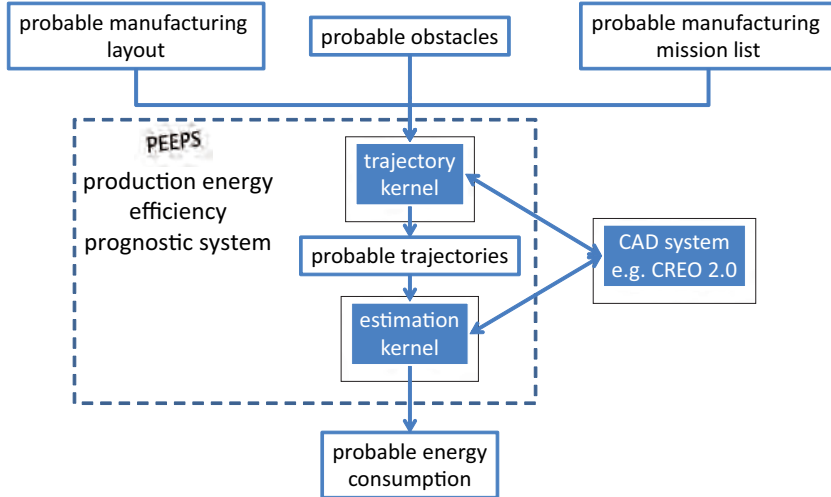 probable manufacturing
layout
probable obstacles
probable manufacturing
mission list
PEEPS
production energy
efficiency
prognostic system
trajectory
kernel
probable trajectories
CAD system
e.g. CREO 2.0
estimation
kernel
probable energy
consumption